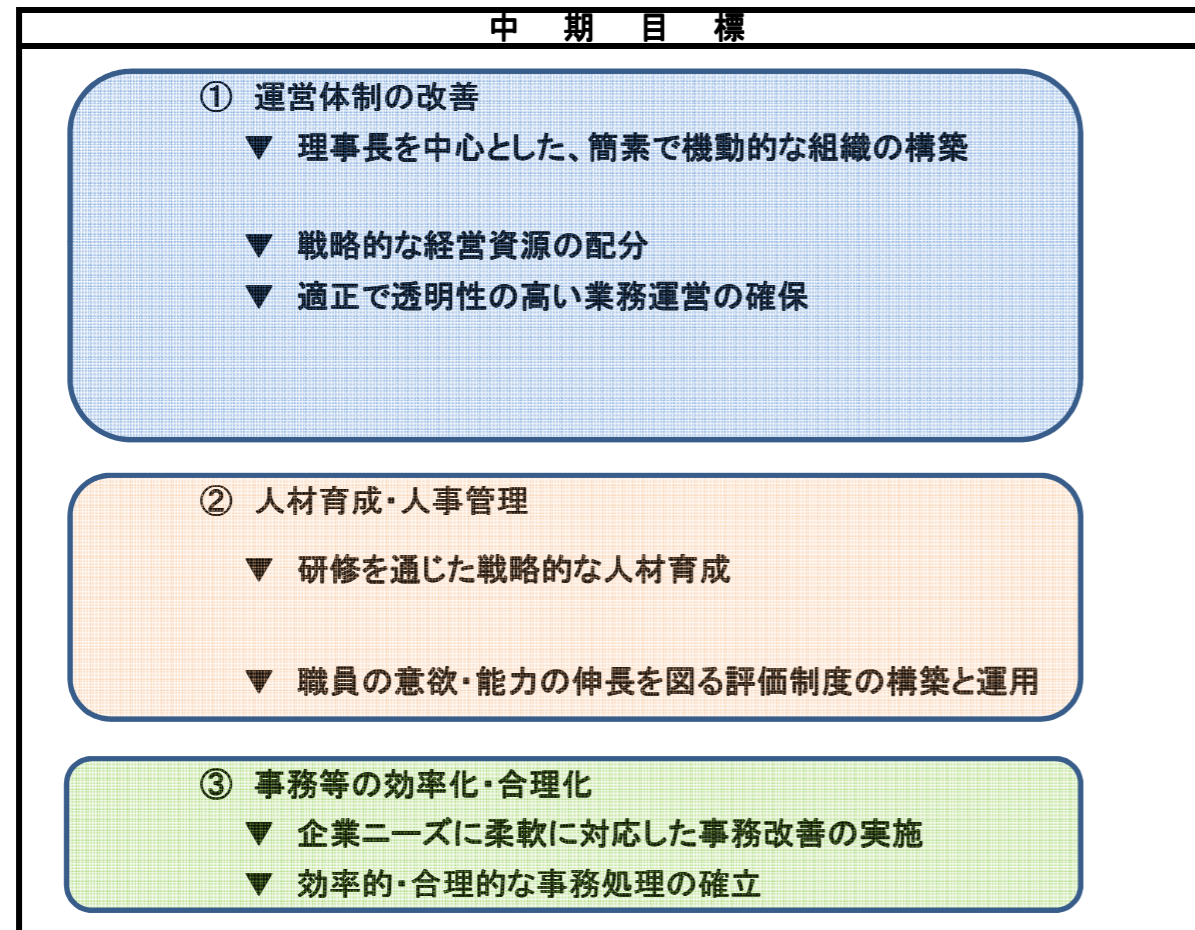 中期目標
① 運営体制の改善
▼ 理事長を中心とした、簡素で機動的な組織の構築
▼ 戦略的な経営資源の配分
▼ 適正で透明性の高い業務運営の確保
② 人材育成・人事管理
▼ 研修を通じた戦略的な人材育成
▼ 職員の意欲・能力の伸長を図る評価制度の構築と運用
③ 事務等の効率化・合理化
▼ 企業ニーズに柔軟に対応した事務改善の実施
▼ 効率的・合理的な事務処理の確立